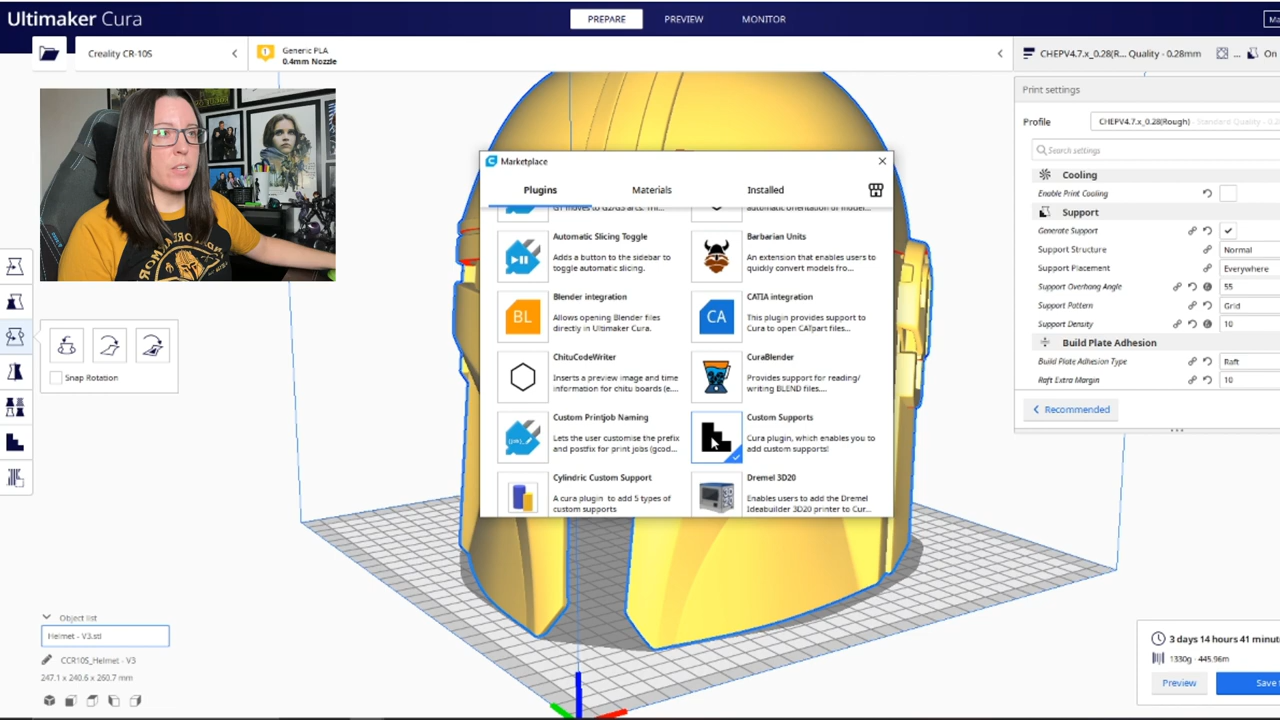 Ultimaker Cura
PREPARE
PREVIEW
MONITOR
Ma
Creality CR-10S
1
Generic PLA
0.4mm Nozzle
CHEPV4.7.x_0.28(R... Quality - 0.28mm
...
On
Print settings
Profile
CHEPV4.7.x_0.28(Rough) - Standard Quality - 0.2
Search settings
Cooling
Enable Print Cooling
Support
Generate Support
Support Structure
Normal
Support Placement
Everywhere
Support Overhang Angle
55
Support Pattern
Grid
Support Density
10
Build Plate Adhesion
Build Plate Adhesion Type
Raft
Raft Extra Margin
10
Recommended
Marketplace
Plugins
Materials
Installed
Automatic Slicing Toggle
Adds a button to the sidebar to
toggle automatic slicing.
Barbarian Units
An extension that enables users to
quickly convert models fro...
BL
Blender integration
Allows opening Blender files
directly in Ultimaker Cura.
CA
CATIA integration
This plugin provides support to
Cura to open CATpart files...
ChituCodeWriter
Inserts a preview image and time
information for chitu boards (e....
CuraBlender
Provides support for reading/
writing BLEND files....
Custom Printjob Naming
Lets the user customise the prefix
and postfix for print jobs (gcod...
Custom Supports
Cura plugin, which enables you to
add custom supports!
Cylindric Custom Support
A cura plugin to add 5 types of
custom supports
Dremel 3D20
Enables users to add the Dremel
Ideabuilder 3D20 printer to Cur...
Snap Rotation
Object list
Helmet - V3.stl
CCR10S_Helmet - V3
247.1 x 240.6 x 260.7 mm
3 days 14 hours 41 minut
1330g · 445.96m
Preview
Save t